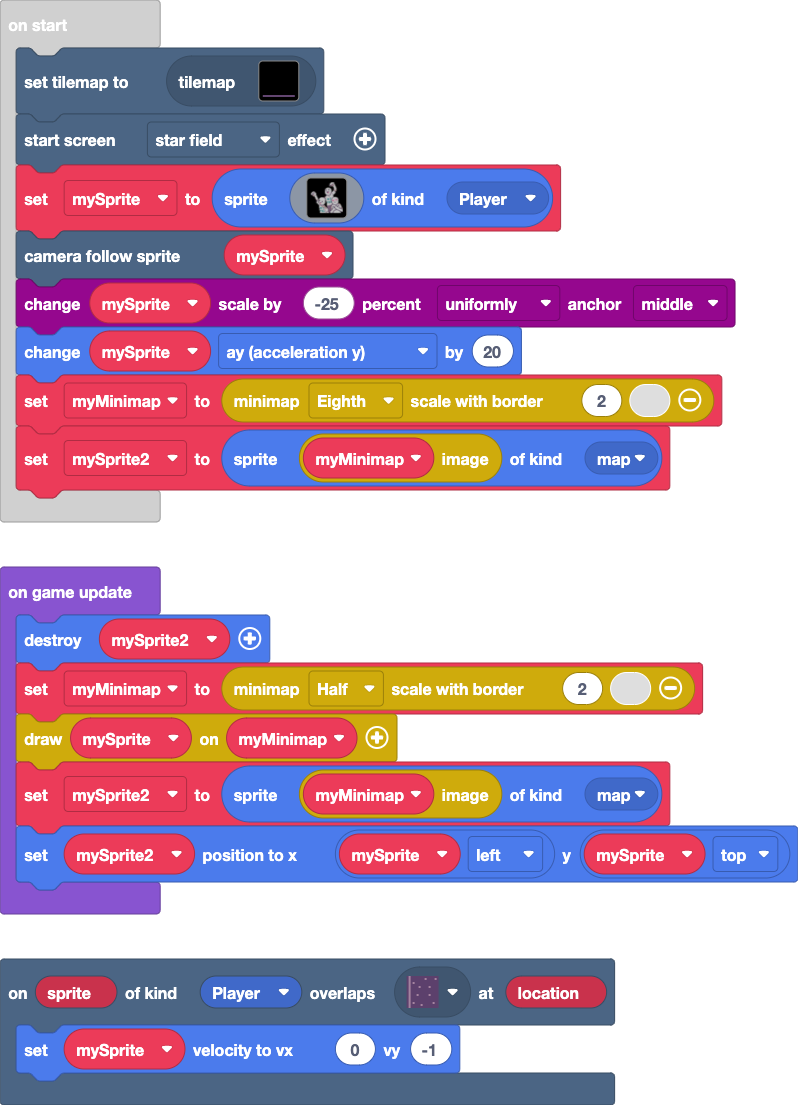 on start
set tilemap to tilemap
start screen star field effect
set mySprite to sprite of kind Player
camera follow sprite mySprite
change mySprite scale by -25 percent uniformly anchor middle
change mySprite ay (acceleration y) by 20
set myMinimap to minimap Eighth scale with border 2
set mySprite2 to sprite myMinimap image of kind map
on game update
destroy mySprite2
set myMinimap to minimap Half scale with border 2
draw mySprite on myMinimap
set mySprite2 to sprite myMinimap image of kind map
set mySprite2 position to x mySprite left y mySprite top
on sprite of kind Player overlaps at location
set mySprite velocity to vx 0 vy -1